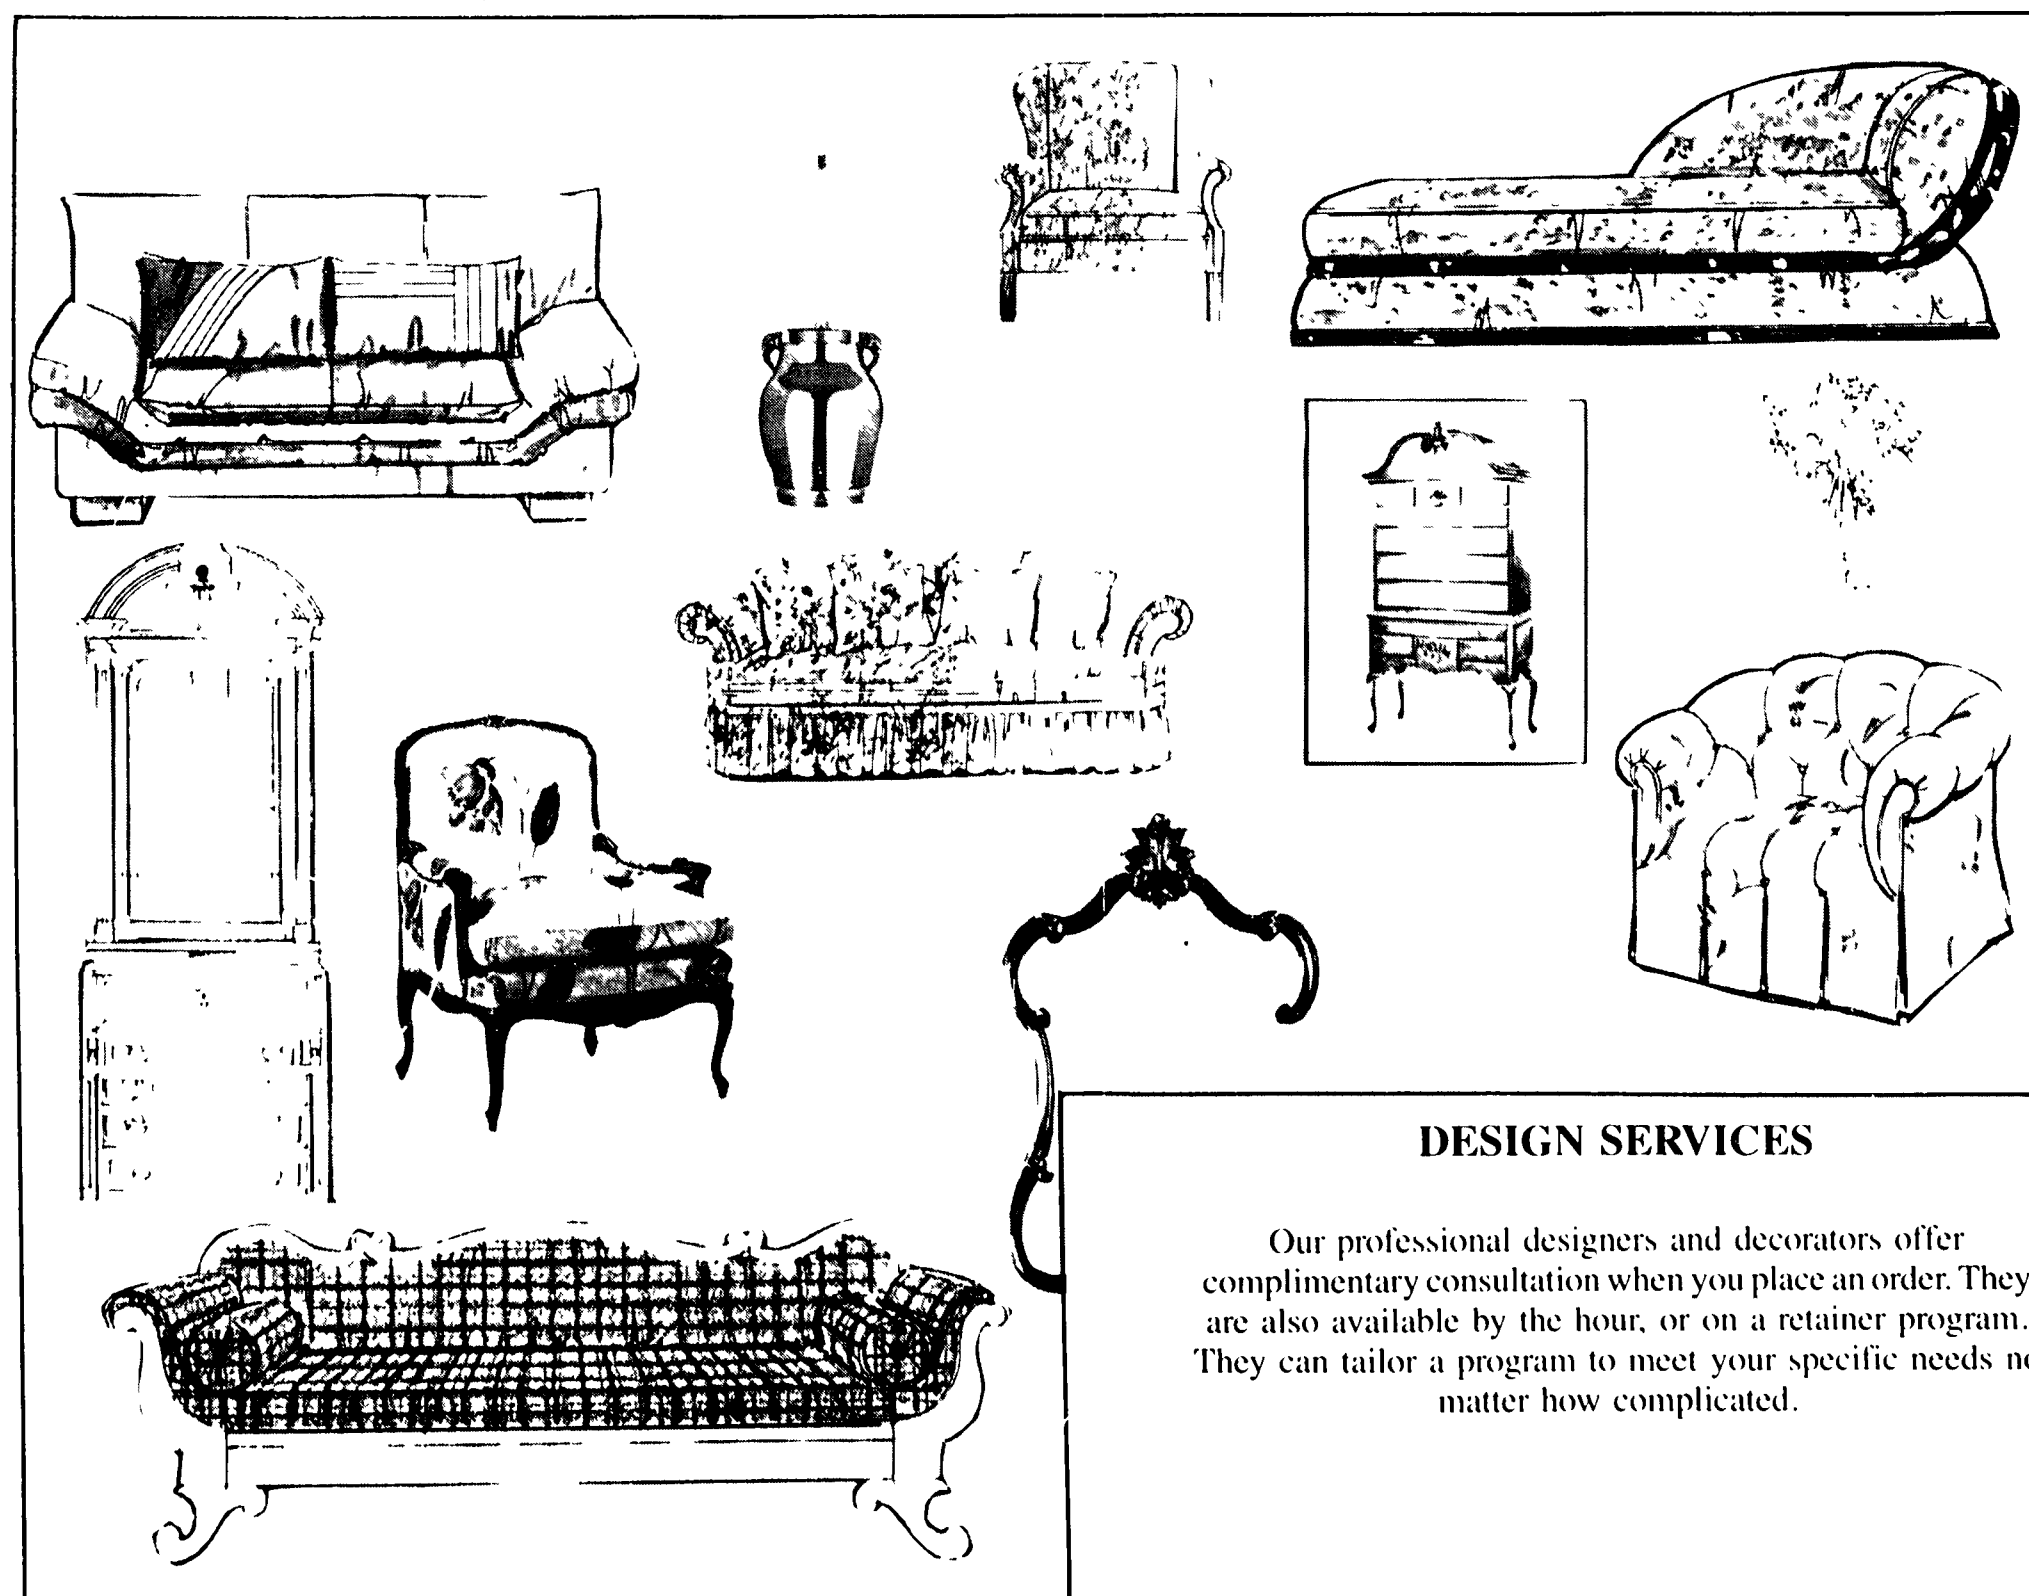 DESIGN SERVICES
Our professional designers and decorators offer
complimentary consultation when you place an order. They
are also available by the hour, or on a retainer program.
They can tailor a program to meet your specific needs
matter how complicated.